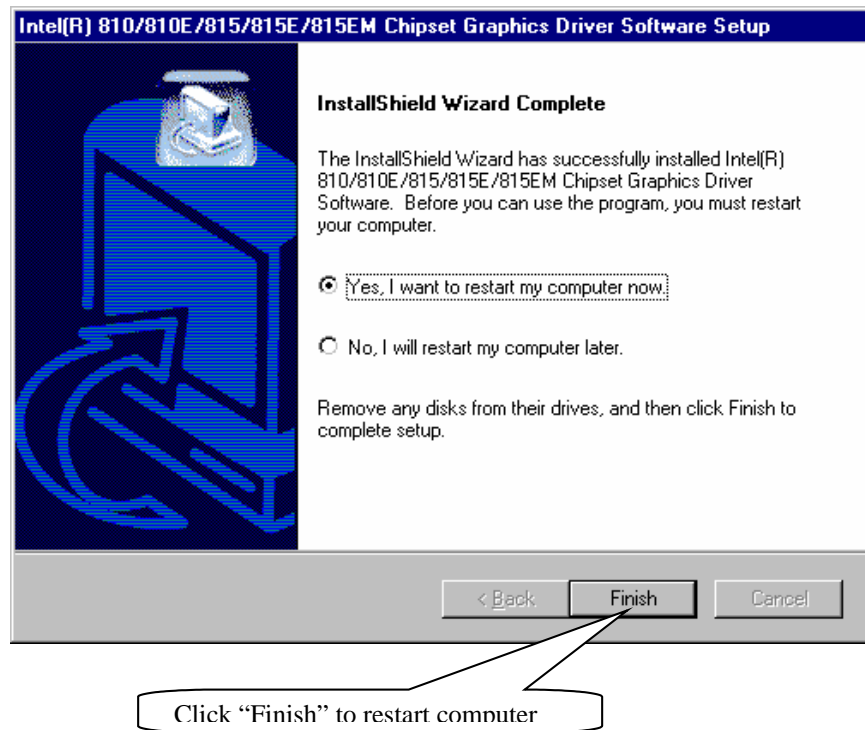 Intel(R) 810/810E/815/815E/815EM Chipset Graphics Driver Software Setup
InstallShield Wizard Complete
The InstallShield Wizard has successfully installed Intel(R)
810/810E/815/815E/815EM Chipset Graphics Driver
Software.  Before you can use the program, you must restart
your computer.
Yes, I want to restart my computer now.
No, I will restart my computer later.
Remove any disks from their drives, and then click Finish to
complete setup.
< Back   Finish   Cancel
Click “Finish” to restart computer